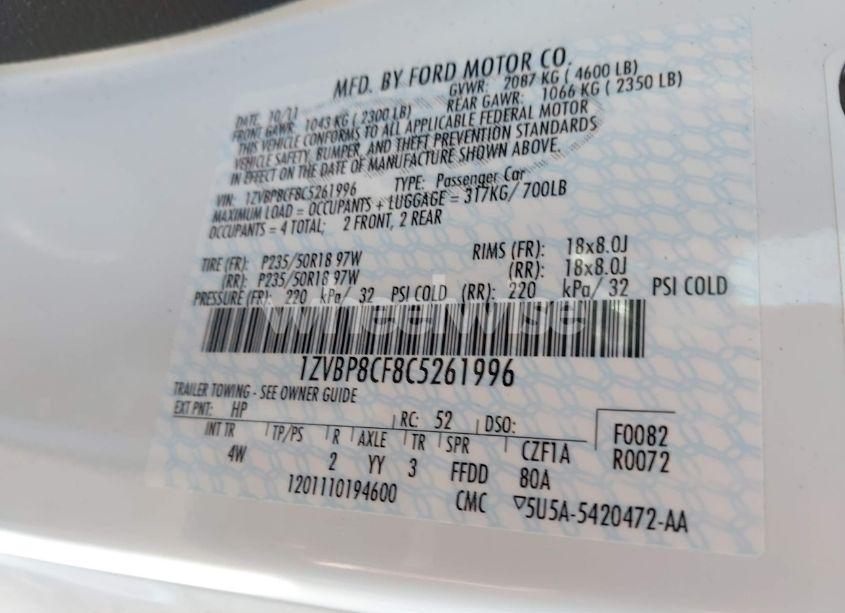 MFD. BY FORD MOTOR CO.
DATE: 10/11 GVWR: 2087 KG ( 4600 LB)
FRONT GAWR: 1043 KG ( 2300 LB) REAR GAWR: 1066 KG ( 2350 LB)
THIS VEHICLE CONFORMS TO ALL APPLICABLE FEDERAL MOTOR
VEHICLE SAFETY, BUMPER, AND THEFT PREVENTION STANDARDS
IN EFFECT ON THE DATE OF MANUFACTURE SHOWN ABOVE.
VIN: 1ZVBP8CF8C5261996 TYPE: Passenger Car
MAXIMUM LOAD = OCCUPANTS + LUGGAGE = 317KG/ 700LB
OCCUPANTS = 4 TOTAL; 2 FRONT, 2 REAR
TIRE (FR): P235/50R18 97W RIMS (FR): 18x8.0J
(RR): P235/50R18 97W (RR): 18x8.0J
PRESSURE (FR): 220 kPa/ 32 PSI COLD (RR): 220 kPa/ 32 PSI COLD
wheelwise
1ZVBP8CF8C5261996
TRAILER TOWING - SEE OWNER GUIDE
EXT PNT: HP RC: 52 DSO: F0082
INT TR TP/PS R AXLE TR SPR CZF1A R0072
4W 2 YY 3 FFDD 80A
1201110194600 CMC ▽5U5A-5420472-AA